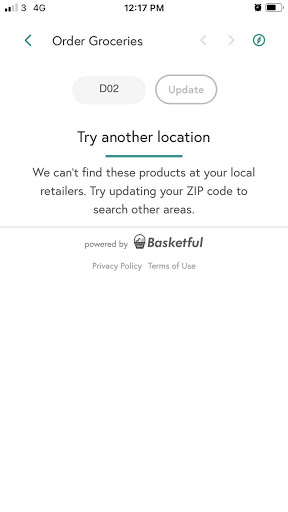 3 4G 12:17 PM
Order Groceries
D02 Update
Try another location
We can't find these products at your local
retailers. Try updating your ZIP code to
search other areas.
powered by Basketful
Privacy Policy Terms of Use